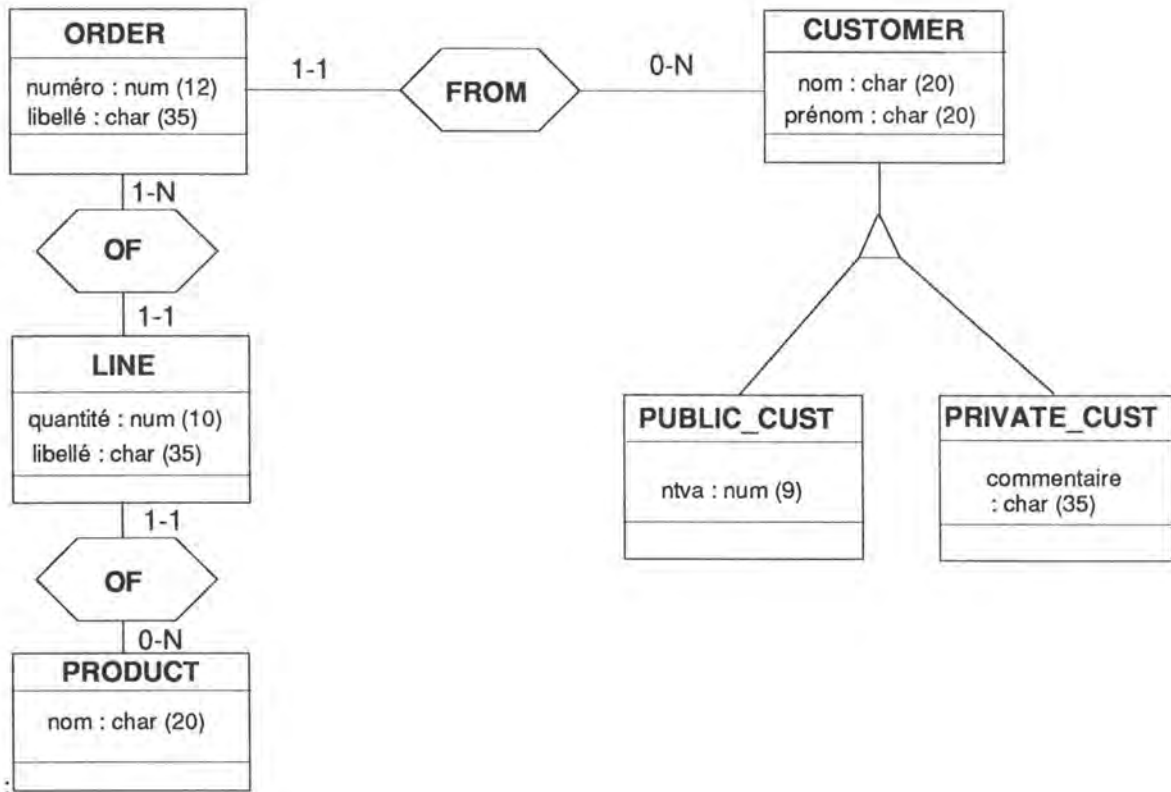 ORDER
numéro : num (12)
libellé : char (35)
1-1
FROM
0-N
CUSTOMER
nom : char (20)
prénom : char (20)
1-N
OF
1-1
LINE
quantité : num (10)
libellé : char (35)
1-1
OF
0-N
PRODUCT
nom : char (20)
PUBLIC_CUST
ntva : num (9)
PRIVATE_CUST
commentaire
: char (35)
: